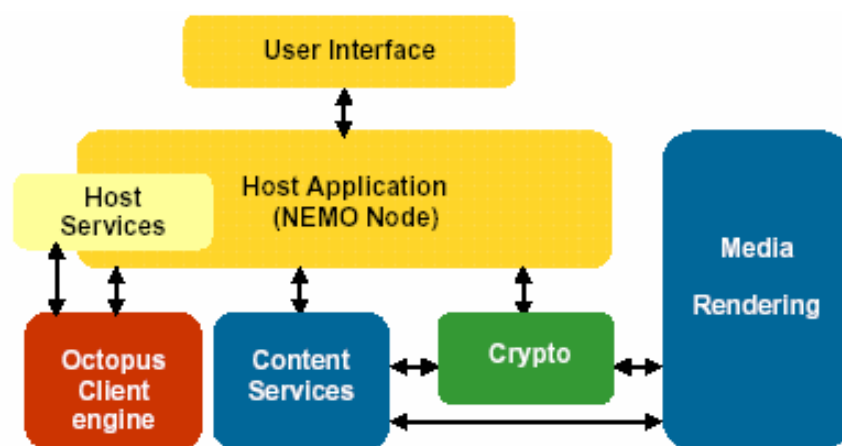 User Interface
Host Application
(NEMO Node)
Host
Services
Media
Rendering
Octopus
Client
engine
Content
Services
Crypto